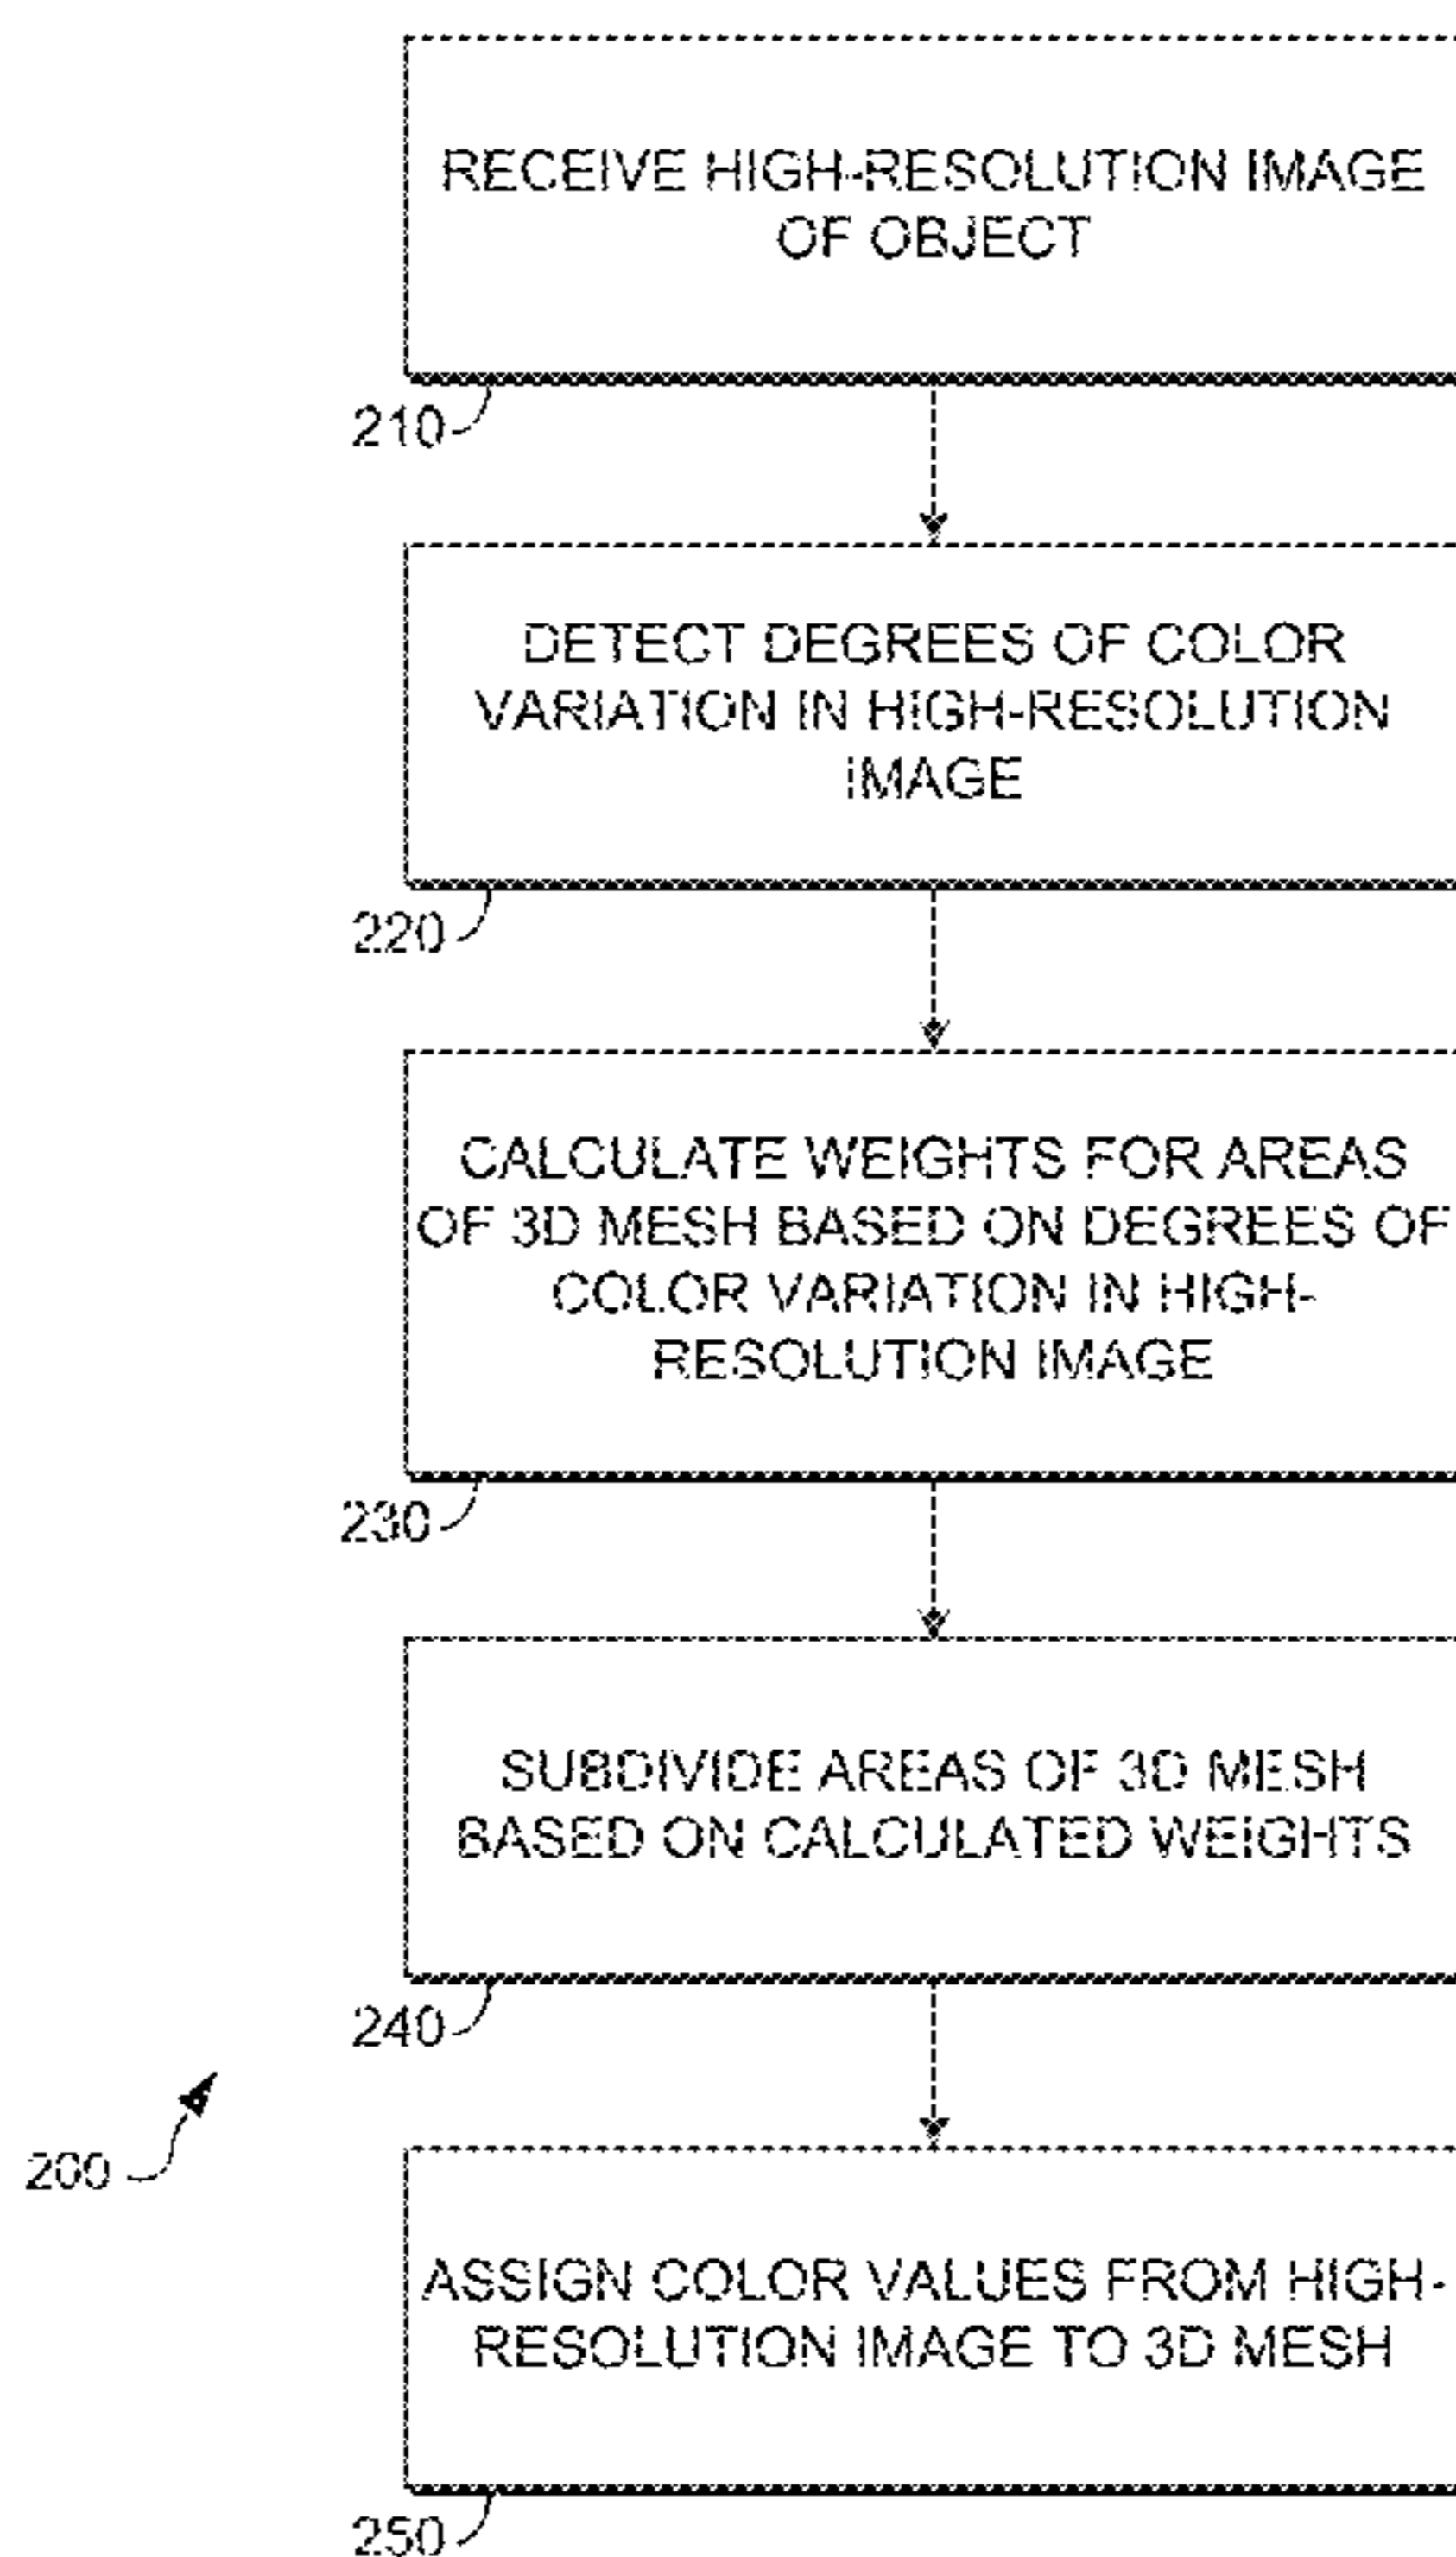 RECEIVE HIGH-RESOLUTION IMAGE
OF OBJECT
210
DETECT DEGREES OF COLOR
VARIATION IN HIGH-RESOLUTION
IMAGE
220
CALCULATE WEIGHTS FOR AREAS
OF 3D MESH BASED ON DEGREES OF
COLOR VARIATION IN HIGH-
RESOLUTION IMAGE
230
SUBDIVIDE AREAS OF 3D MESH
BASED ON CALCULATED WEIGHTS
240
200
ASSIGN COLOR VALUES FROM HIGH-
RESOLUTION IMAGE TO 3D MESH
250